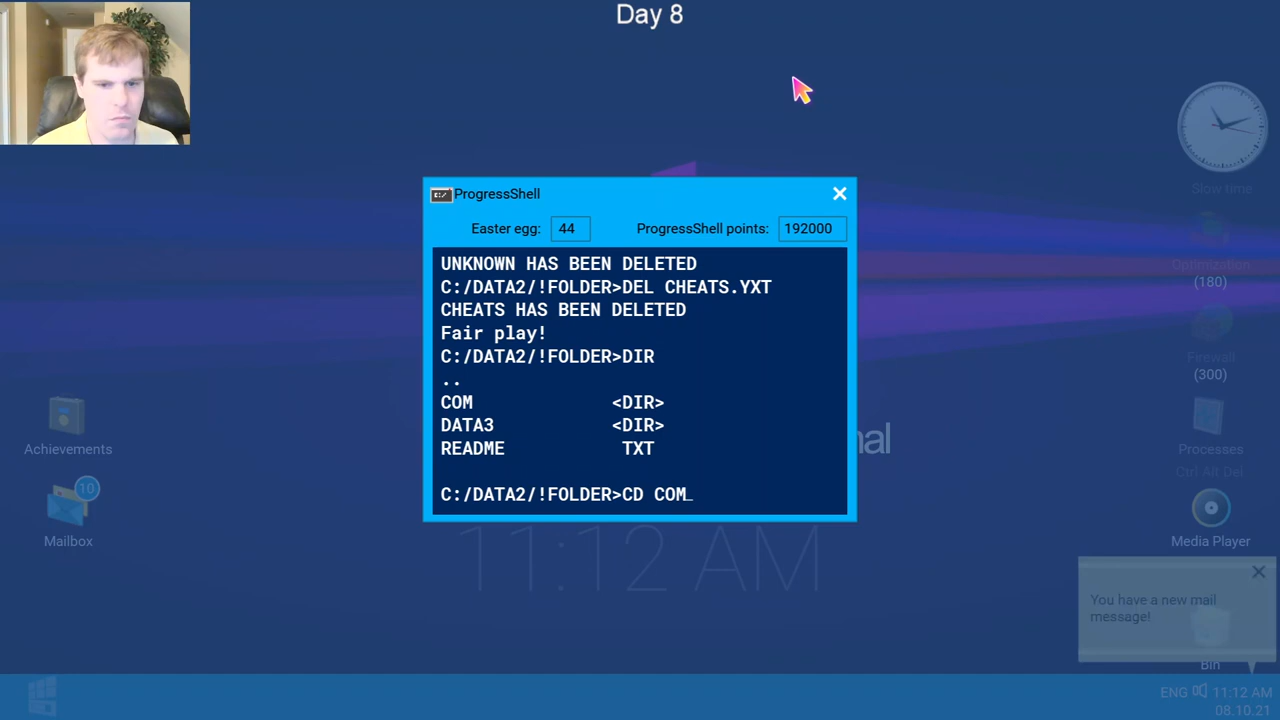 Day 8
ProgressShell
Easter egg: 44 ProgressShell points: 192000
UNKNOWN HAS BEEN DELETED
C:/DATA2/!FOLDER>DEL CHEATS.YXT
CHEATS HAS BEEN DELETED
Fair play!
C:/DATA2/!FOLDER>DIR
..
COM <DIR>
DATA3 <DIR>
README TXT
C:/DATA2/!FOLDER>CD COM_
Achievements
10
Mailbox
Slow time
Optimization
(180)
Firewall
(300)
Processes
Ctrl Alt Del
Media Player
nal
11:12 AM
You have a new mail
message!
Bin
ENG 11:12 AM
08.10.21